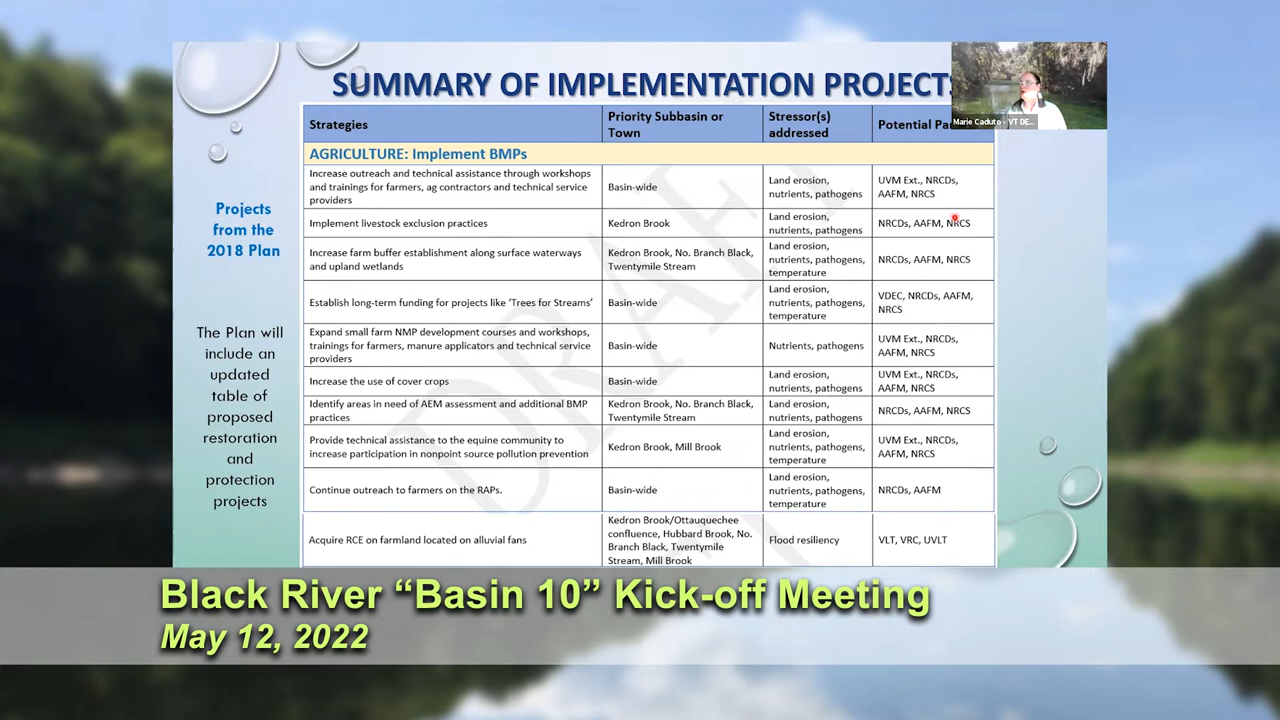 SUMMARY OF IMPLEMENTATION PROJECTS
Marie Caduto - VT DE...
Projects
from the
2018 Plan
The Plan will
include an
updated
table of
proposed
restoration
and
protection
projects
Strategies
Priority Subbasin or
Town
Stressor(s)
addressed
Potential Pa
AGRICULTURE: Implement BMPs
Increase outreach and technical assistance through workshops
and trainings for farmers, ag contractors and technical service
providers
Basin-wide
Land erosion,
nutrients, pathogens
UVM Ext., NRCDs,
AAFM, NRCS
Implement livestock exclusion practices
Kedron Brook
Land erosion,
nutrients, pathogens
NRCDs, AAFM, NRCS
Increase farm buffer establishment along surface waterways
and upland wetlands
Kedron Brook, No. Branch Black,
Twentymile Stream
Land erosion,
nutrients, pathogens,
temperature
NRCDs, AAFM, NRCS
Establish long-term funding for projects like ‘Trees for Streams’
Basin-wide
Land erosion,
nutrients, pathogens,
temperature
VDEC, NRCDs, AAFM,
NRCS
Expand small farm NMP development courses and workshops,
trainings for farmers, manure applicators and technical service
providers
Basin-wide
Nutrients, pathogens
UVM Ext., NRCDs,
AAFM, NRCS
Increase the use of cover crops
Basin-wide
Land erosion,
nutrients, pathogens
UVM Ext., NRCDs,
AAFM, NRCS
Identify areas in need of AEM assessment and additional BMP
practices
Kedron Brook, No. Branch Black,
Twentymile Stream
Land erosion,
nutrients, pathogens
NRCDs, AAFM, NRCS
Provide technical assistance to the equine community to
increase participation in nonpoint source pollution prevention
Kedron Brook, Mill Brook
Land erosion,
nutrients, pathogens,
temperature
UVM Ext., NRCDs,
AAFM, NRCS
Continue outreach to farmers on the RAPs.
Basin-wide
Land erosion,
nutrients, pathogens,
temperature
NRCDs, AAFM
Acquire RCE on farmland located on alluvial fans
Kedron Brook/Ottauquechee
confluence, Hubbard Brook, No.
Branch Black, Twentymile
Stream, Mill Brook
Flood resiliency
VLT, VRC, UVLT
DRAFT
Black River “Basin 10” Kick-off Meeting
May 12, 2022